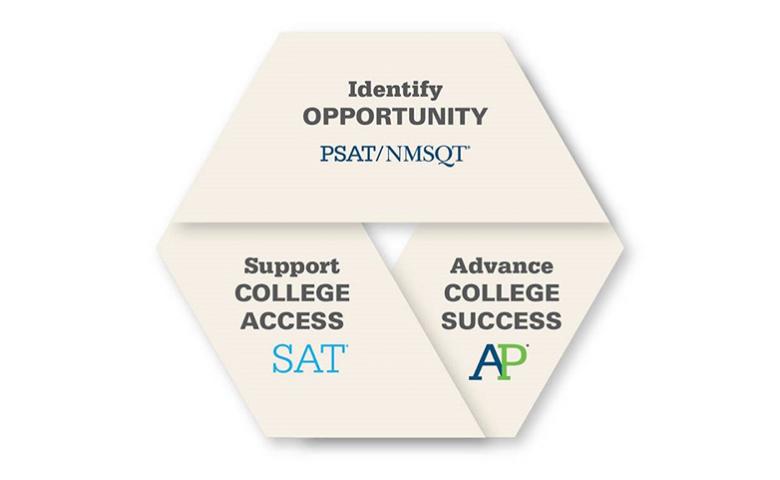 Identify
OPPORTUNITY
PSAT/NMSQT®
Support
COLLEGE
ACCESS
SAT®
Advance
COLLEGE
SUCCESS
AP®